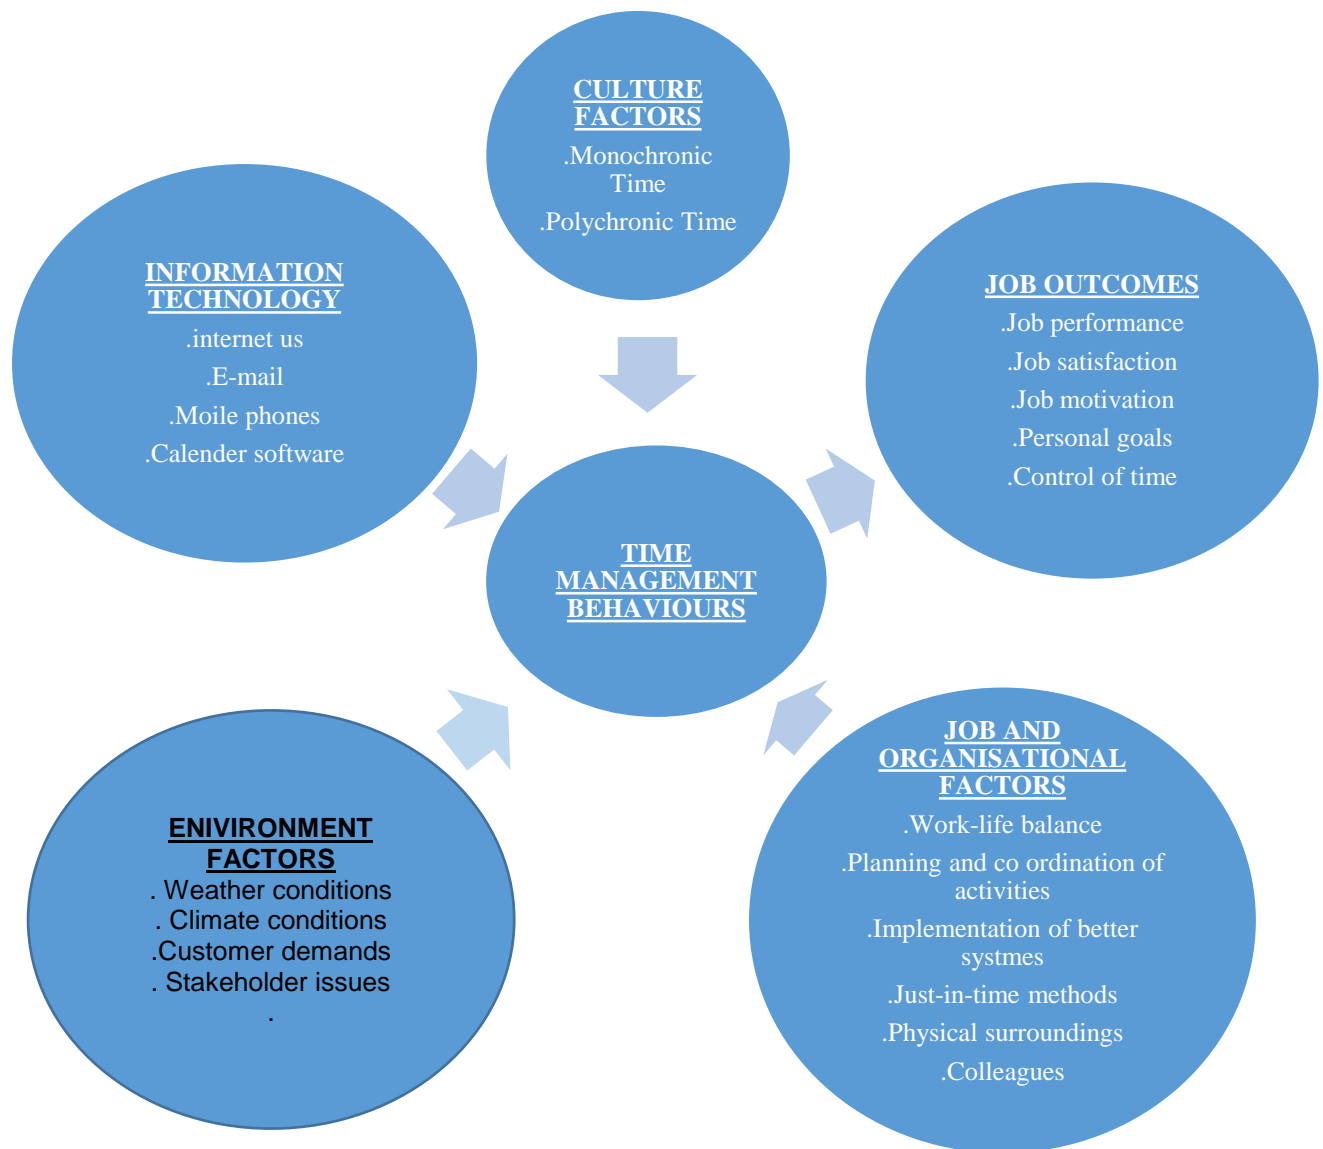 CULTURE
FACTORS
.Monochronic
Time
.Polychronic Time
INFORMATION
TECHNOLOGY
.internet us
.E-mail
.Moile phones
.Calender software
JOB OUTCOMES
.Job performance
.Job satisfaction
.Job motivation
.Personal goals
.Control of time
TIME
MANAGEMENT
BEHAVIOURS
ENIVIRONMENT
FACTORS
. Weather conditions
. Climate conditions
.Customer demands
. Stakeholder issues
.
JOB AND
ORGANISATIONAL
FACTORS
.Work-life balance
.Planning and co ordination of
activities
.Implementation of better
systmes
.Just-in-time methods
.Physical surroundings
.Colleagues